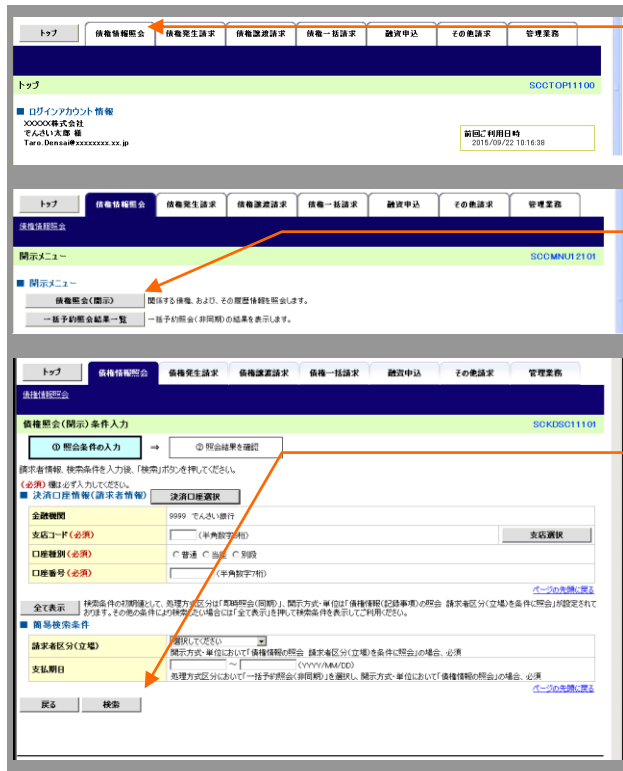 トップ 債権情報照会 債権発生請求 債権譲渡請求 債権一括請求 融資申込 その他請求 管理業務
トップ SCCTOP11100
■ ログインアカウント情報
XXXXX株式会社
でんさい太郎 様
Taro.Densai@xxxxxxxx.xx.jp
前回ご利用日時
2015/09/22 10:16:38
トップ 債権情報照会 債権発生請求 債権譲渡請求 債権一括請求 融資申込 その他請求 管理業務
債権情報照会
開示メニュー SCCMNU12101
■ 開示メニュー
債権照会(開示) 関係する債権、および、その履歴情報を照会します。
一括予約照会結果一覧 一括予約照会(非同期)の結果を表示します。
トップ 債権情報照会 債権発生請求 債権譲渡請求 債権一括請求 融資申込 その他請求 管理業務
債権情報照会
債権照会(開示)条件入力 SCKDSC11101
① 照会条件の入力 ⇒ ② 照会結果を確認
請求者情報、検索条件を入力後、「検索」ボタンを押してください。
(必須)欄は必ず入力してください。
■ 決済口座情報(請求者情報) 決済口座選択
金融機関 9999 でんさい銀行
支店コード(必須) (半角数字3桁) 支店選択
口座種別(必須) 普通 当座 別段
口座番号(必須) (半角数字7桁)
ページの先頭に戻る
全て表示 検索条件の初期値として、処理方式区分は「即時照会(同期)」、開示方式・単位は「債権情報(記録事項)の照会 請求者区分(立場)を条件に照会」が設定されて
おります。その他の条件により検索したい場合には「全て表示」を押して検索条件を表示してご利用ください。
■ 簡易検索条件
請求者区分(立場) 選択してください
開示方式・単位において「債権情報の照会 請求者区分(立場)を条件に照会」の場合、必須
支払期日 ~ (YYYY/MM/DD)
処理方式区分において「一括予約照会(非同期)」を選択し、開示方式・単位において「債権情報の照会」の場合、必須
ページの先頭に戻る
戻る 検索